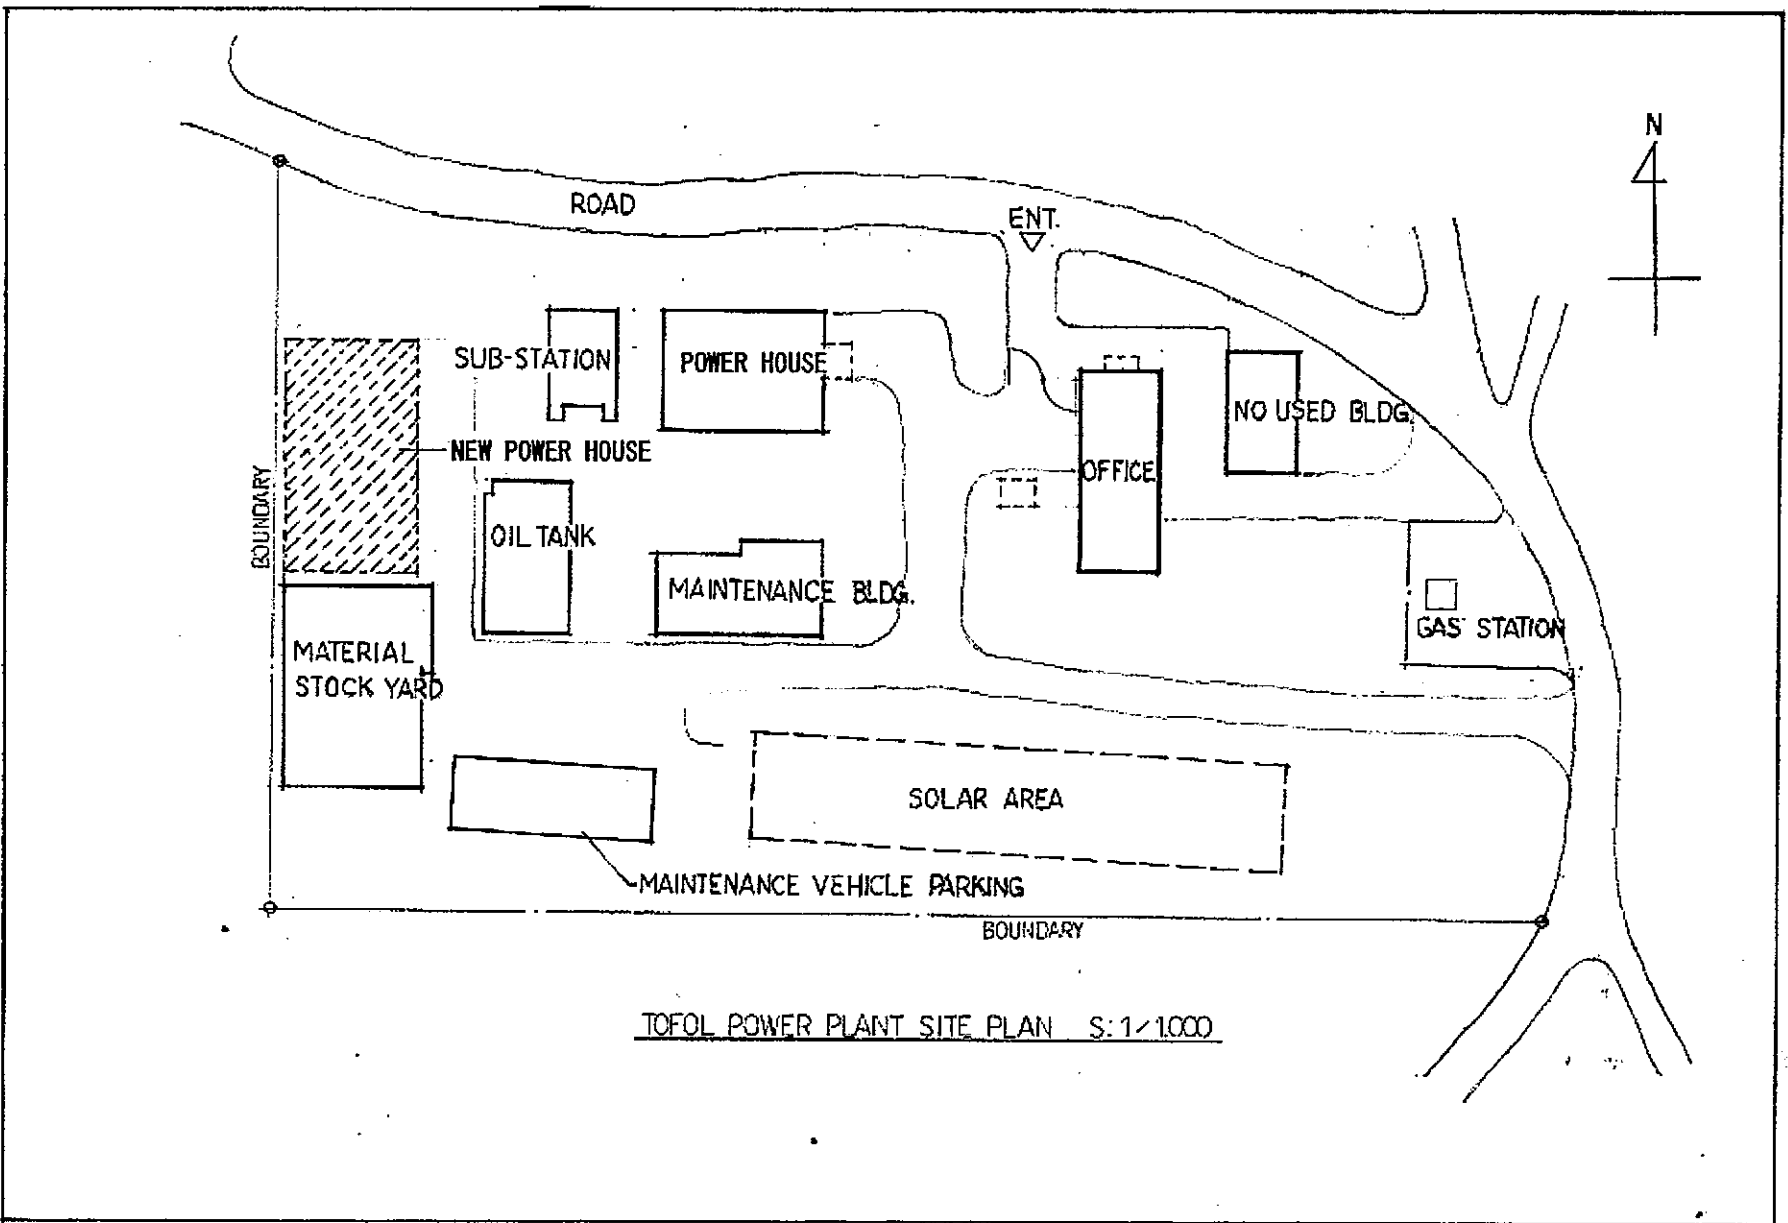 N
ROAD
ENT.
SUB-STATION
POWER HOUSE
NO USED BLDG.
NEW POWER HOUSE
OFFICE
BOUNDARY
OIL TANK
MAINTENANCE BLDG.
GAS STATION
MATERIAL
STOCK YARD
SOLAR AREA
MAINTENANCE VEHICLE PARKING
BOUNDARY
TOFOL POWER PLANT SITE PLAN S:1/1.000